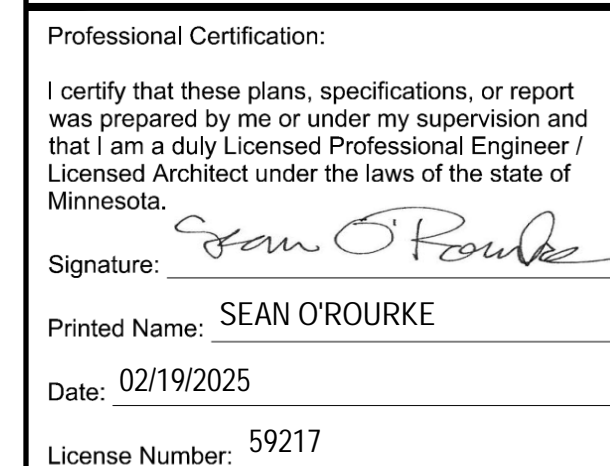 Professional Certification:
I certify that these plans, specifications, or report
was prepared by me or under my supervision and
that I am a duly Licensed Professional Engineer /
Licensed Architect under the laws of the state of
Minnesota.
Signature: Sean O'Rourke
Printed Name: SEAN O'ROURKE
Date: 02/19/2025
License Number: 59217